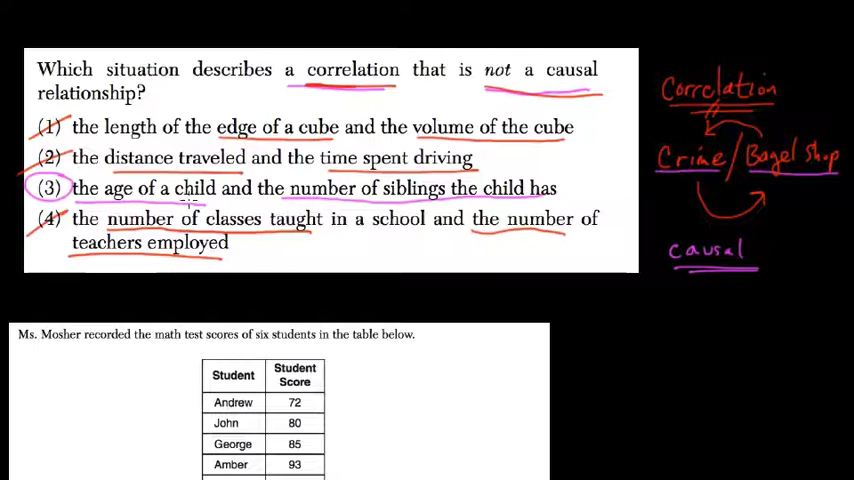 Which situation describes a correlation that is not a causal
relationship?
(1) the length of the edge of a cube and the volume of the cube
(2) the distance traveled and the time spent driving
(3) the age of a child and the number of siblings the child has
(4) the number of classes taught in a school and the number of
teachers employed
Correlation
Crime/Bagel shop
causal
Ms. Mosher recorded the math test scores of six students in the table below.
Student Student Score
Andrew 72
John 80
George 85
Amber 93